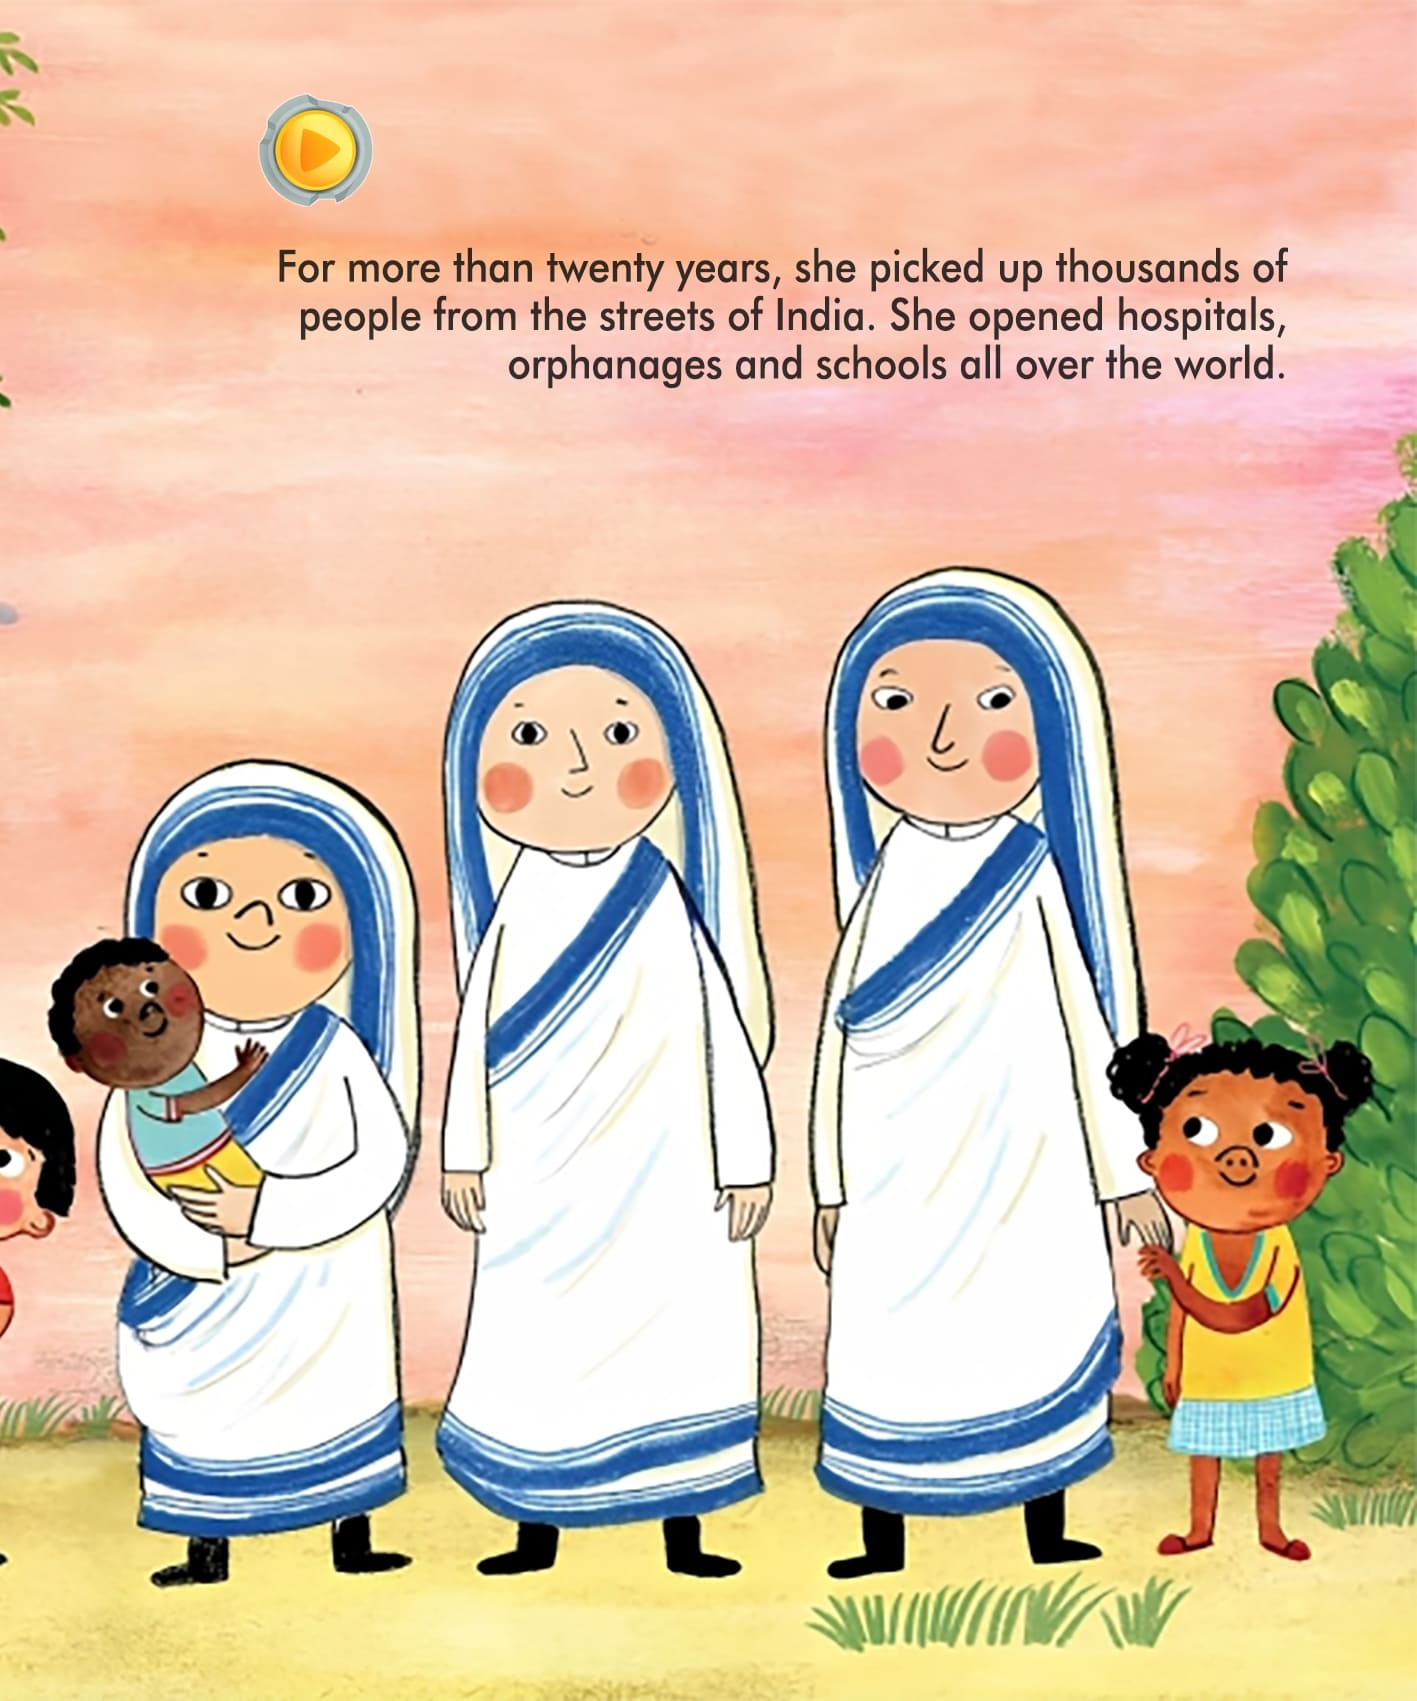 For more than twenty years, she picked up thousands of
people from the streets of India. She opened hospitals,
orphanages and schools all over the world.